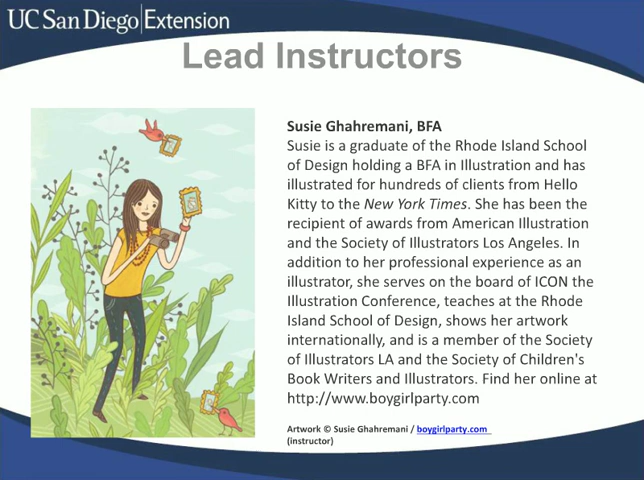 UC San Diego|Extension
Lead Instructors
Susie Ghahremani, BFA
Susie is a graduate of the Rhode Island School
of Design holding a BFA in Illustration and has
illustrated for hundreds of clients from Hello
Kitty to the New York Times. She has been the
recipient of awards from American Illustration
and the Society of Illustrators Los Angeles. In
addition to her professional experience as an
illustrator, she serves on the board of ICON the
Illustration Conference, teaches at the Rhode
Island School of Design, shows her artwork
internationally, and is a member of the Society
of Illustrators LA and the Society of Children's
Book Writers and Illustrators. Find her online at
http://www.boygirlparty.com
Artwork © Susie Ghahremani / boygirlparty.com
(instructor)